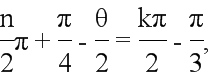 n/2 π + π/4 - θ/2 = kπ/2 - π/3,